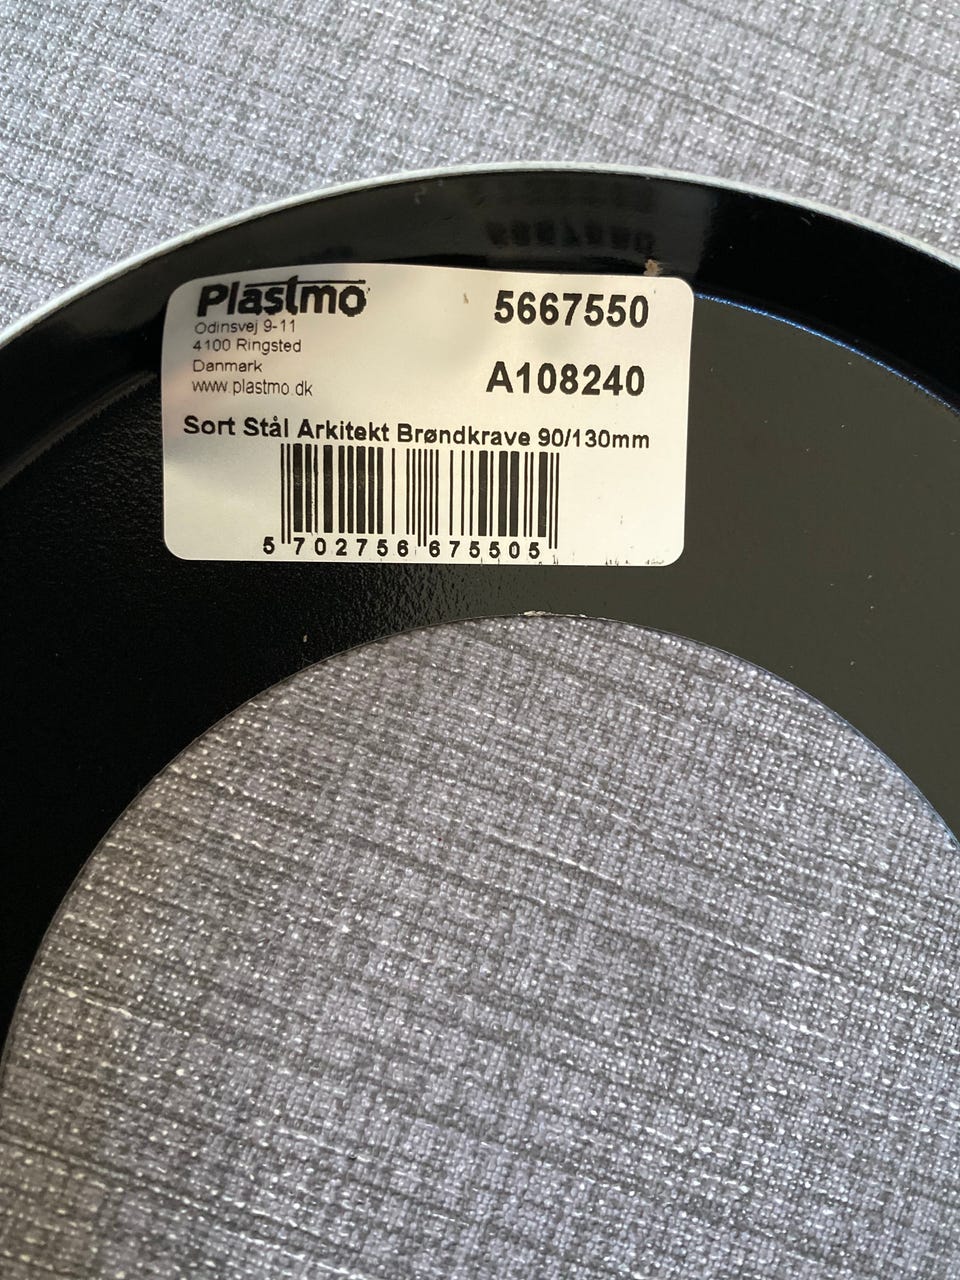 Plastmo
Odinsvej 9-11
4100 Ringsted
Danmark
www.plastmo.dk
5667550
A108240
Sort Stål Arkitekt Brøndkrave 90/130mm
5 702756 675505